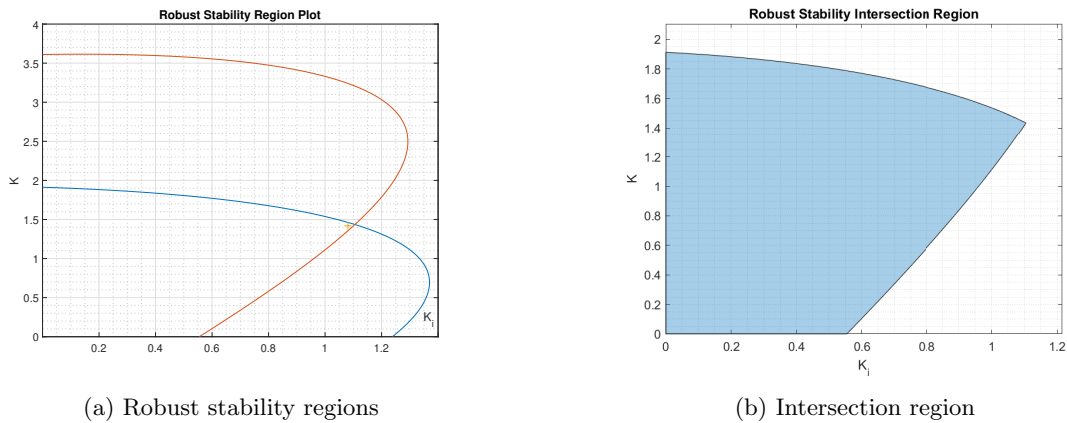 Robust Stability Region Plot
4
3.5
3
2.5
2
1.5
1
0.5
0
K
0.2 0.4 0.6 0.8 1 1.2
K_i
(a) Robust stability regions
Robust Stability Intersection Region
2
1.8
1.6
1.4
1.2
1
0.8
0.6
0.4
0.2
0
K
0 0.2 0.4 0.6 0.8 1 1.2
K_i
(b) Intersection region